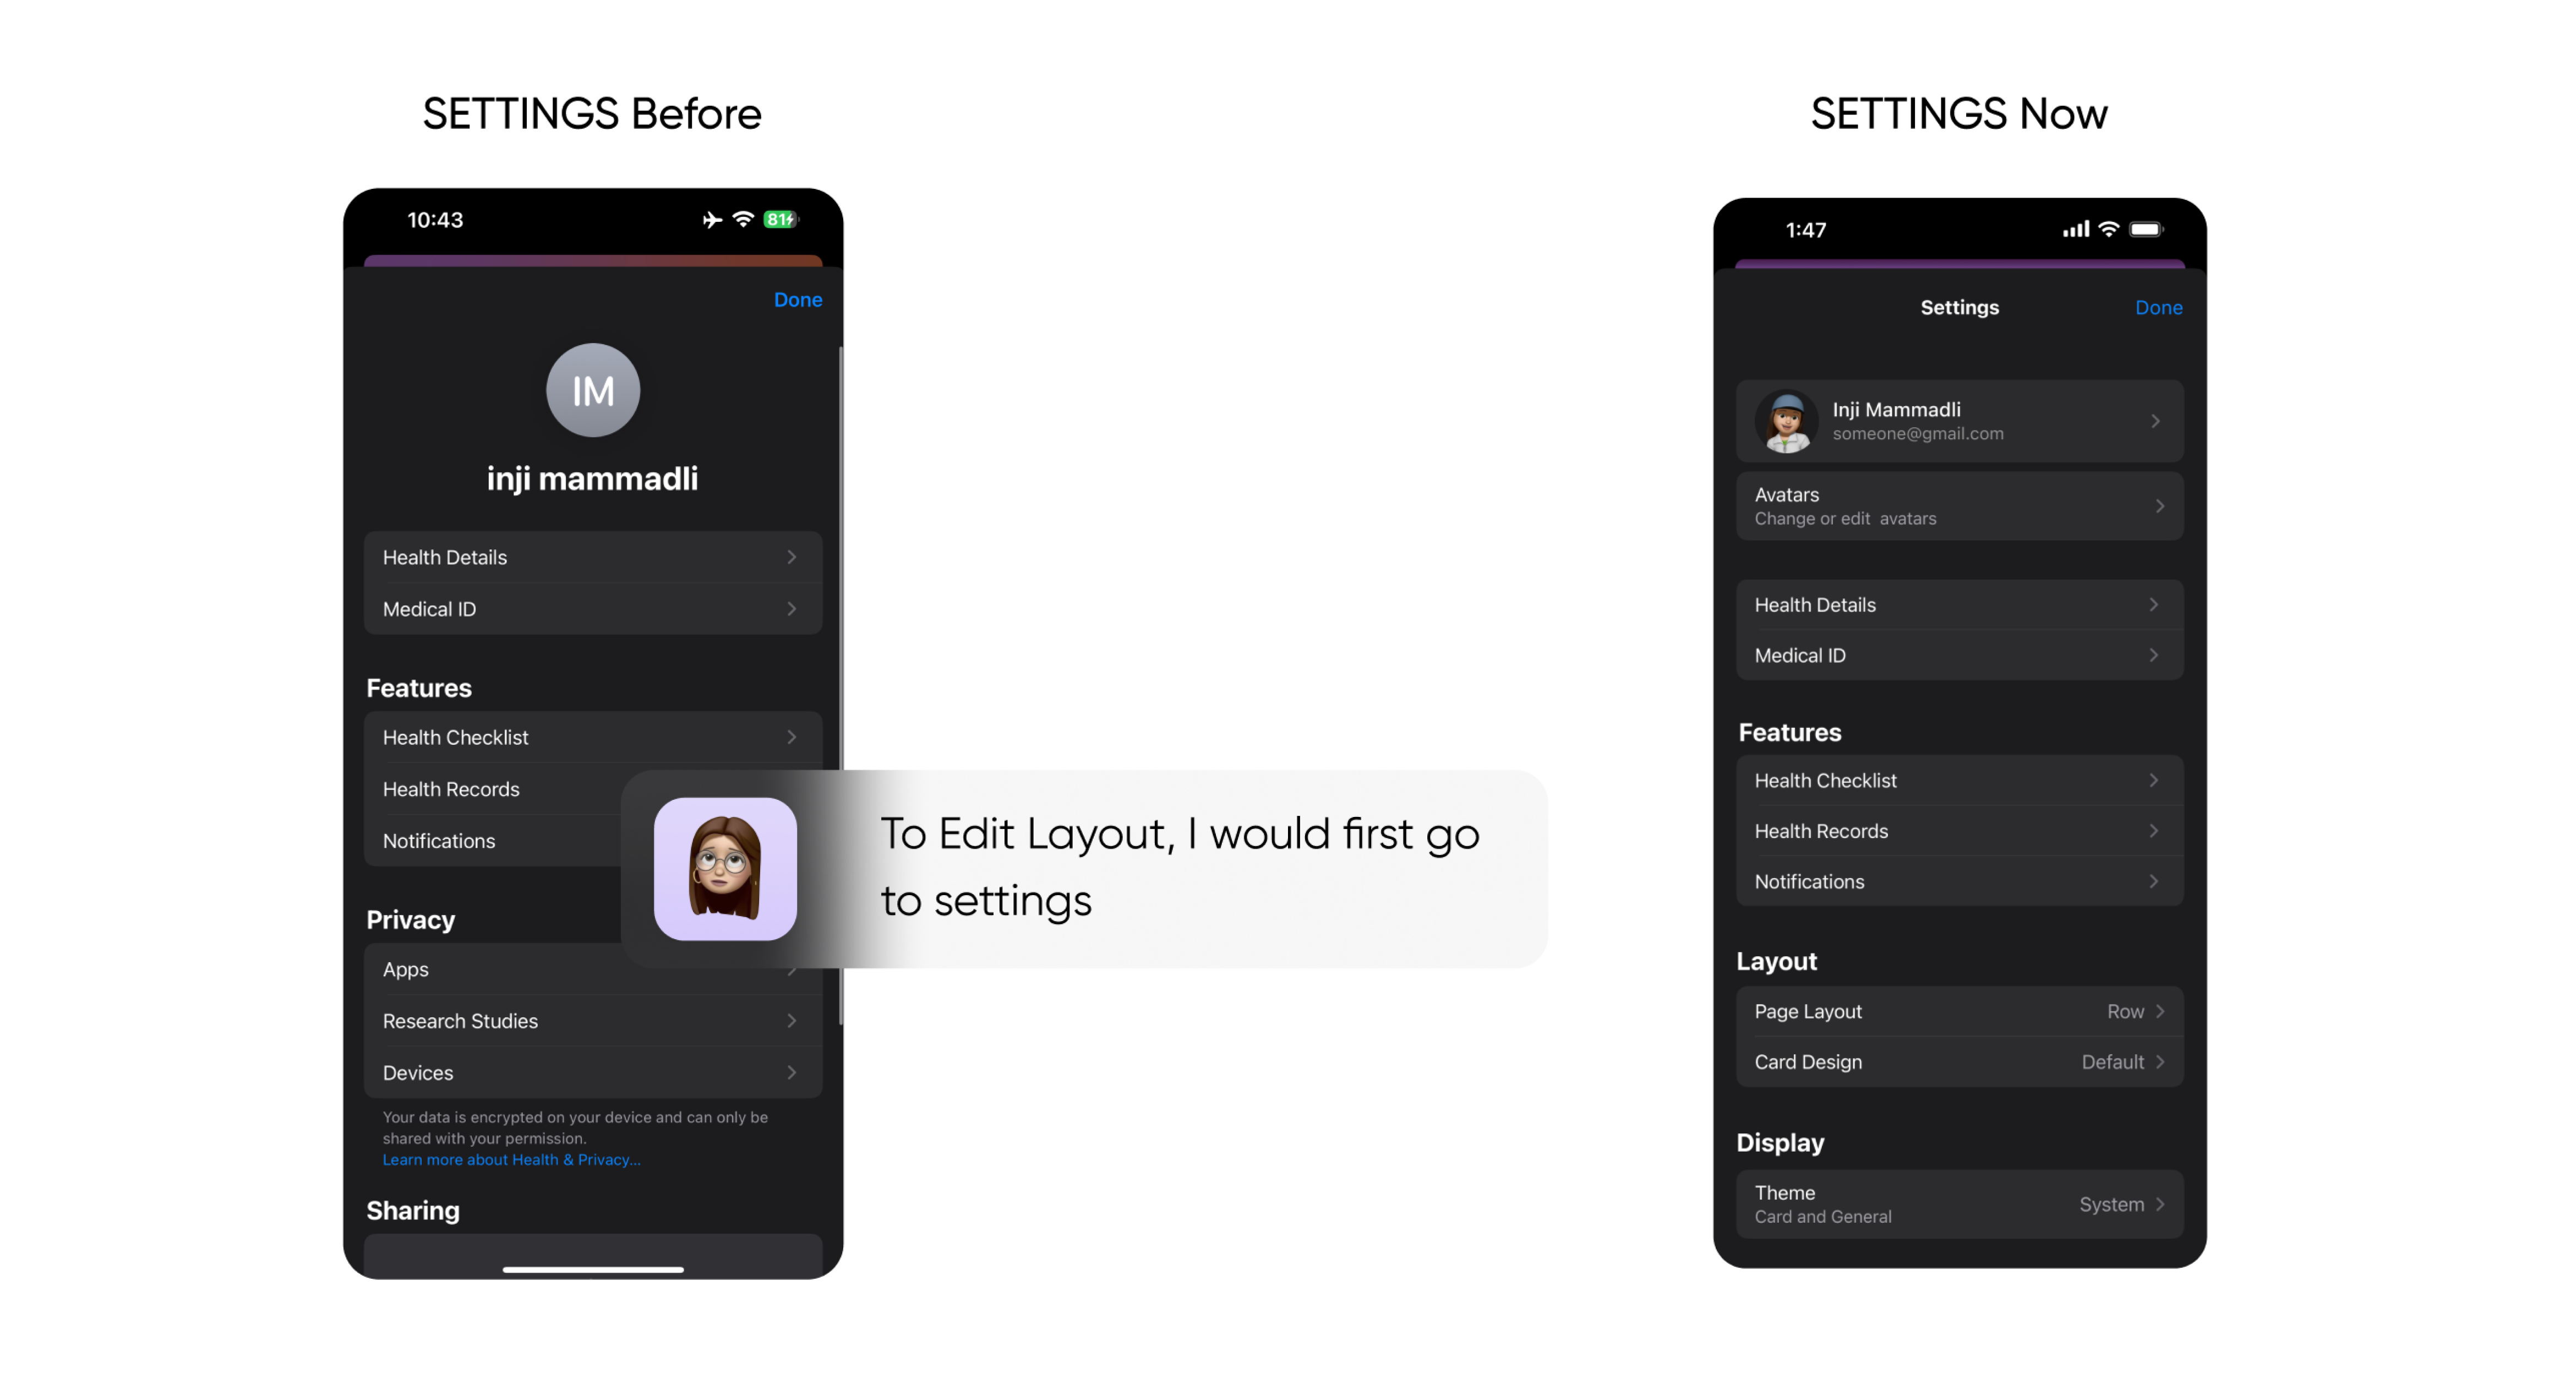 SETTINGS Before
10:43
81
Done
IM
inji mammadli
Health Details
Medical ID
Features
Health Checklist
Health Records
Notifications
Privacy
Apps
Research Studies
Devices
Your data is encrypted on your device and can only be
shared with your permission.
Learn more about Health & Privacy...
Sharing
To Edit Layout, I would first go
to settings
SETTINGS Now
1:47
Settings
Done
Inji Mammadli
someone@gmail.com
Avatars
Change or edit avatars
Health Details
Medical ID
Features
Health Checklist
Health Records
Notifications
Layout
Page Layout Row
Card Design Default
Display
Theme
Card and General
System